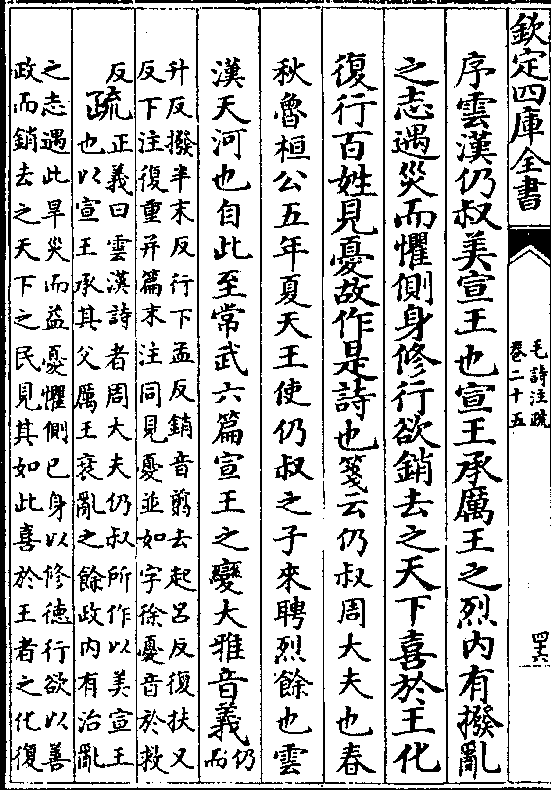 欽定四庫全書
毛詩注疏
卷二十五
四十六
序雲漢仍叔美宣王也宣王承厲王之烈内有撥亂
之志遇災而懼側身修行欲銷去之天下喜於王化
復行百姓見憂故作是詩也箋云仍叔周大夫也春
秋魯桓公五年夏天王使仍叔之子來聘烈餘也雲
漢天河也自此至常武六篇宣王之變大雅音義仍而
升反撥半末反行下孟反銷音霄去起呂反復扶又
反下注復重并篇末注同見憂並如字徐憂音於救
反疏正義曰雲漢詩者周大夫仍叔所作以美宣王
也以宣王承其父厲王衰亂之餘政内有治亂
之志遇此旱災而益憂懼側已身以修德行欲以善
政而銷去之天下之民見其如此喜於王者之化復